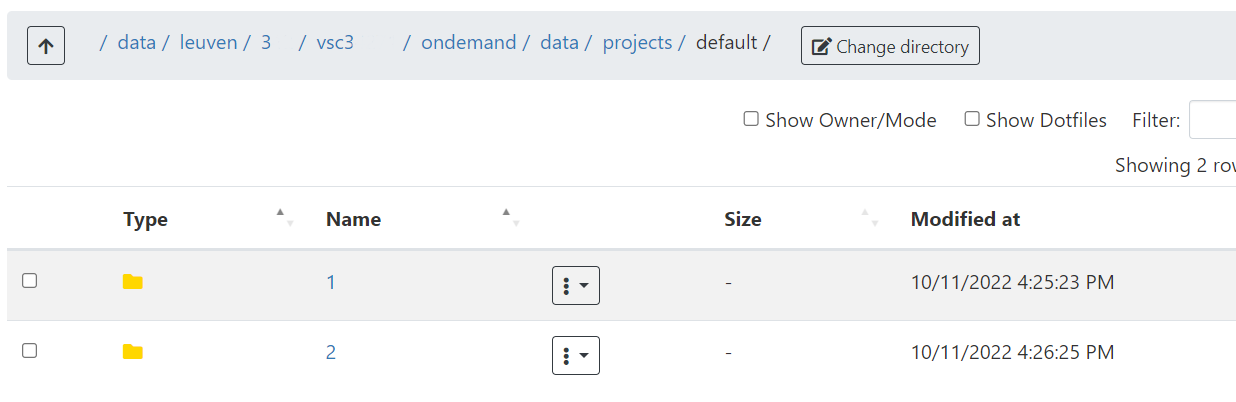 / data / leuven / 3 / vsc3 / ondemand / data / projects / default / Change directory
Show Owner/Mode Show Dotfiles Filter:
Showing 2
Type Name Size Modified at
1 - 10/11/2022 4:25:23 PM
2 - 10/11/2022 4:26:25 PM